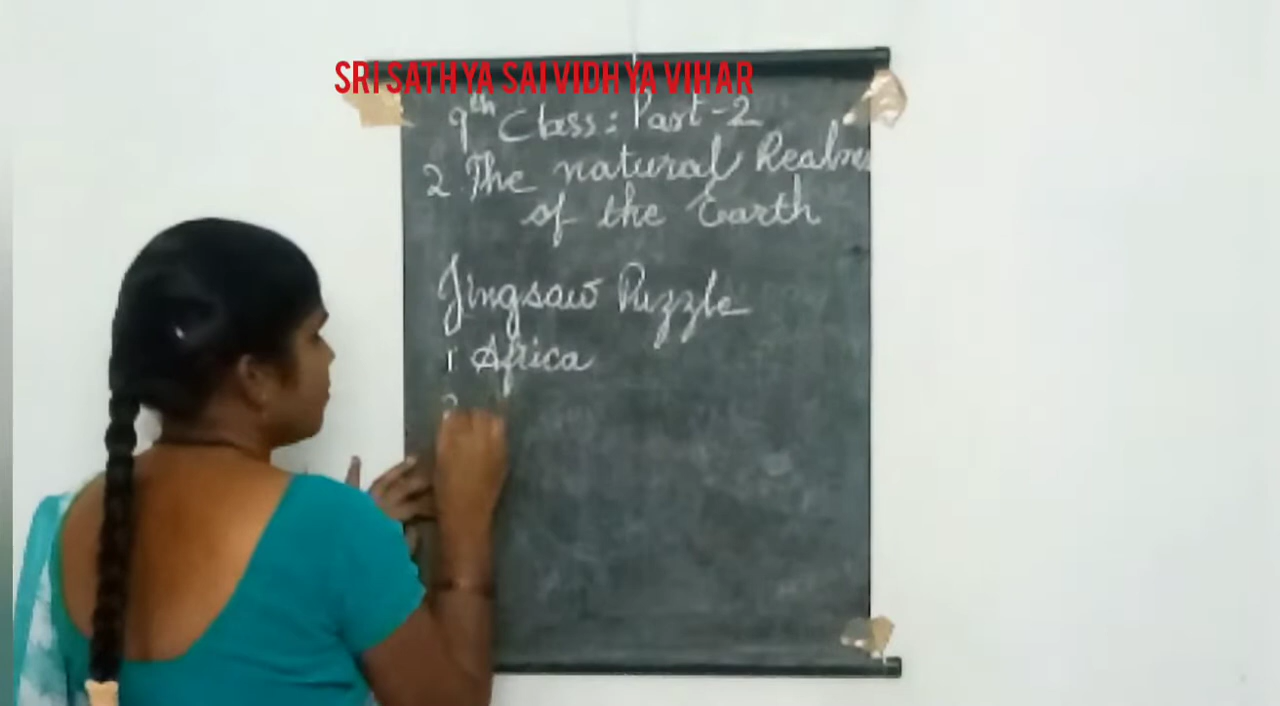 SRI SATHYA SAI VIDHYA VIHAR
9th Class: Part-2
2. The natural Realms
of the Earth
Jingsaw Puzzle
1 Africa
2